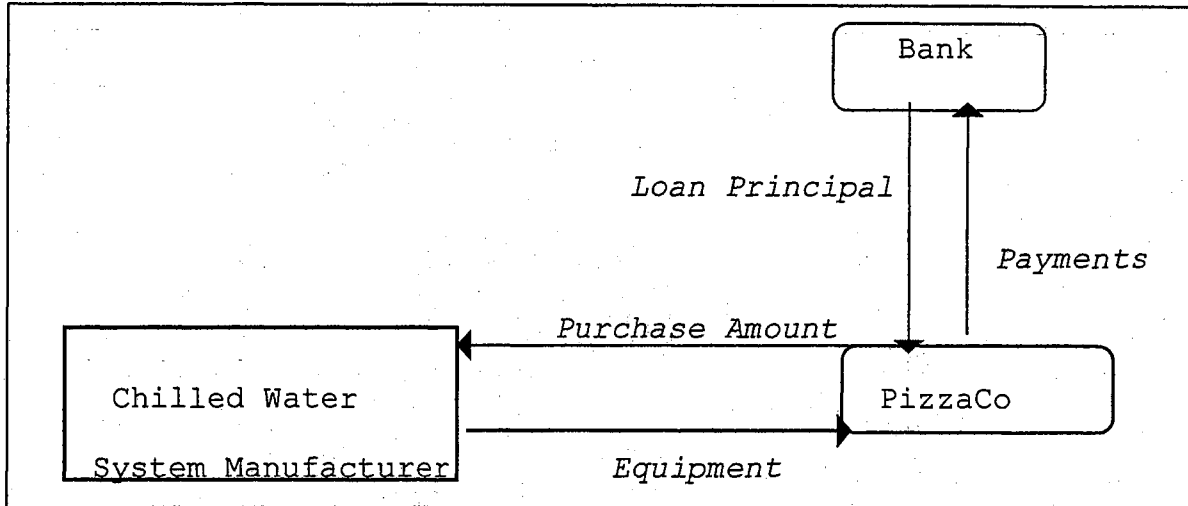 Bank
Loan Principal
Payments
Purchase Amount
Chilled Water
PizzaCo
System Manufacturer
Equipment